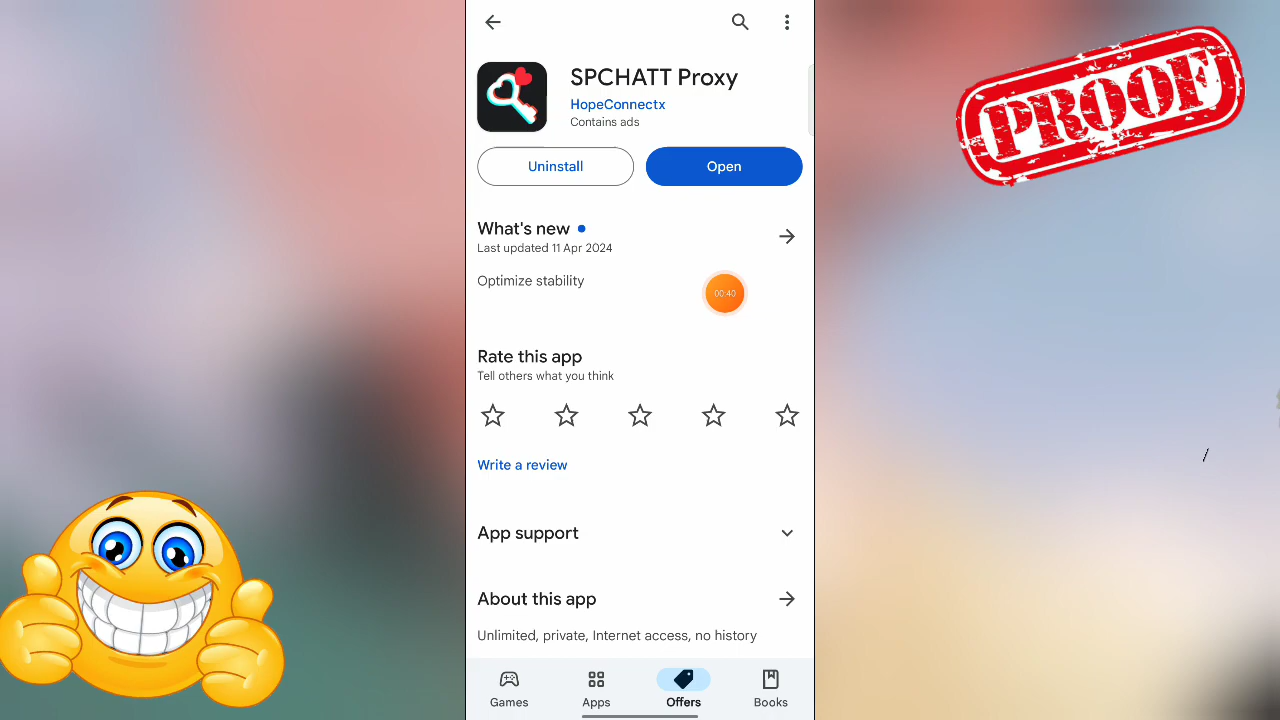 SPCHATT Proxy
HopeConnectx
Contains ads
Uninstall
Open
What's new
Last updated 11 Apr 2024
Optimize stability
00:40
Rate this app
Tell others what you think
Write a review
App support
About this app
Unlimited, private, Internet access, no history
Games
Apps
Offers
Books
PROOF
/